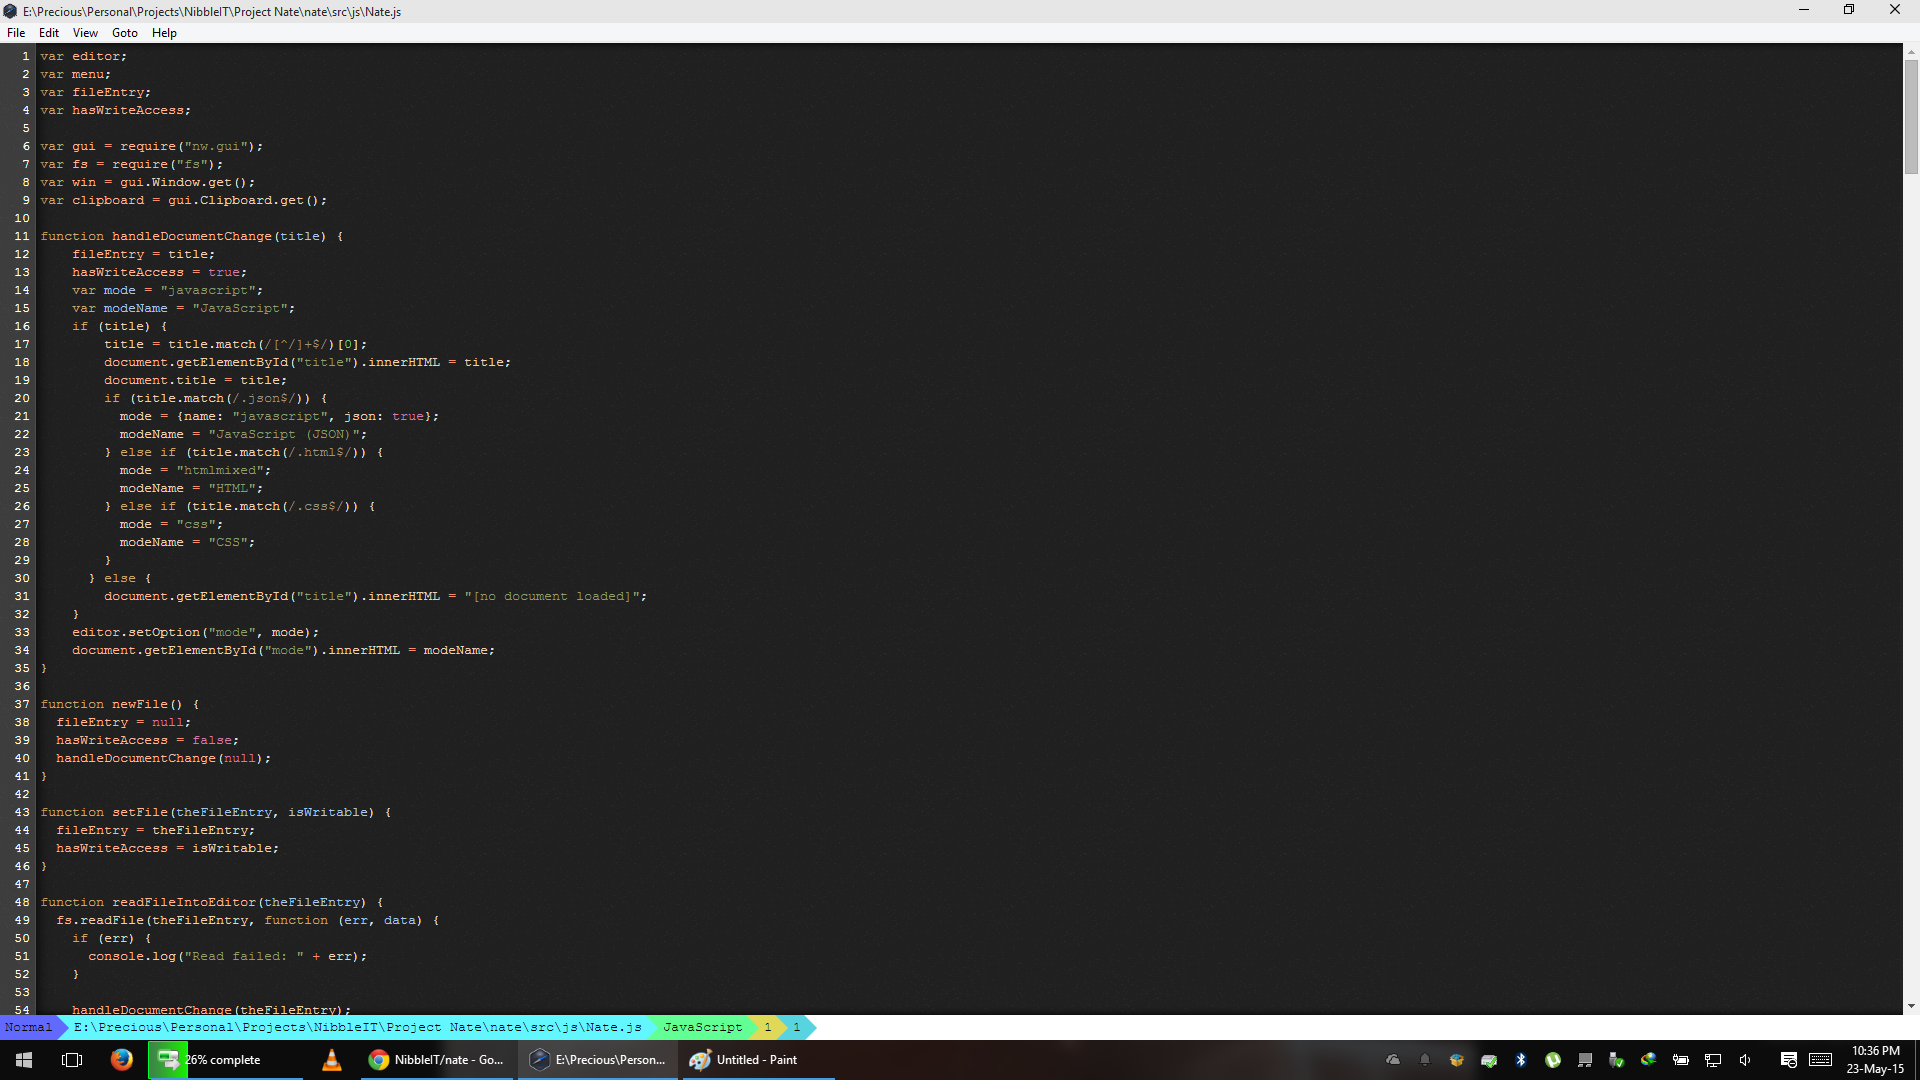 E:\Precious\Personal\Projects\NibbleIT\Project Nate\nate\src\js\Nate.js
File Edit View Goto Help
1 var editor;
2 var menu;
3 var fileEntry;
4 var hasWriteAccess;
5
6 var gui = require("nw.gui");
7 var fs = require("fs");
8 var win = gui.Window.get();
9 var clipboard = gui.Clipboard.get();
10
11 function handleDocumentChange(title) {
12     fileEntry = title;
13     hasWriteAccess = true;
14     var mode = "javascript";
15     var modeName = "JavaScript";
16     if (title) {
17         title = title.match(/[^/]+$/)[0];
18         document.getElementById("title").innerHTML = title;
19         document.title = title;
20         if (title.match(/.json$/)) {
21           mode = {name: "javascript", json: true};
22           modeName = "JavaScript (JSON)";
23         } else if (title.match(/.html$/)) {
24           mode = "htmlmixed";
25           modeName = "HTML";
26         } else if (title.match(/.css$/)) {
27           mode = "css";
28           modeName = "CSS";
29         }
30       } else {
31         document.getElementById("title").innerHTML = "[no document loaded]";
32     }
33     editor.setOption("mode", mode);
34     document.getElementById("mode").innerHTML = modeName;
35 }
36
37 function newFile() {
38   fileEntry = null;
39   hasWriteAccess = false;
40   handleDocumentChange(null);
41 }
42
43 function setFile(theFileEntry, isWritable) {
44   fileEntry = theFileEntry;
45   hasWriteAccess = isWritable;
46 }
47
48 function readFileIntoEditor(theFileEntry) {
49   fs.readFile(theFileEntry, function (err, data) {
50     if (err) {
51       console.log("Read failed: " + err);
52     }
53
54     handleDocumentChange(theFileEntry);
Normal E:\Precious\Personal\Projects\NibbleIT\Project Nate\nate\src\js\Nate.js JavaScript 1 1
26% complete NibbleIT/nate - Go... E:\Precious\Person... Untitled - Paint 10:36 PM
23-May-15